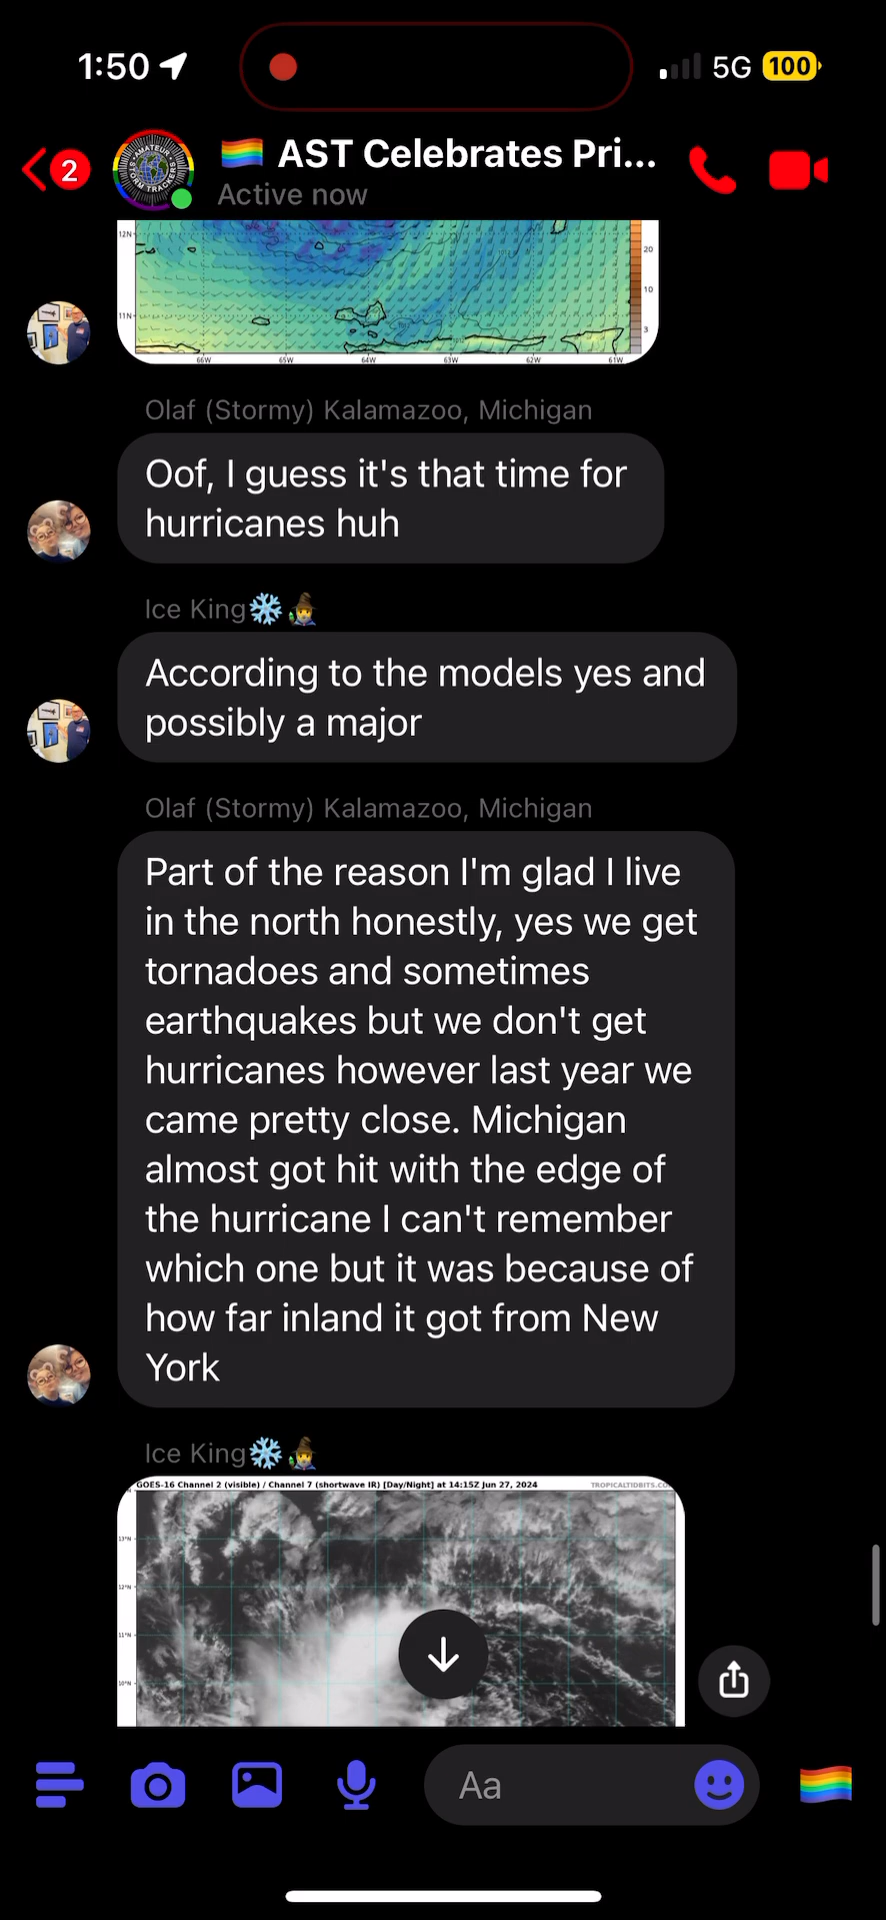 1:50
5G
100
2
AMATEUR
STORM TRACKERS
🏳️‍🌈 AST Celebrates Pri...
Active now
12N
20
10
11N
3
66W 65W 64W 63W 62W 61W
Olaf (Stormy) Kalamazoo, Michigan
Oof, I guess it's that time for
hurricanes huh
Ice King❄️🧙‍♂️
According to the models yes and
possibly a major
Olaf (Stormy) Kalamazoo, Michigan
Part of the reason I'm glad I live
in the north honestly, yes we get
tornadoes and sometimes
earthquakes but we don't get
hurricanes however last year we
came pretty close. Michigan
almost got hit with the edge of
the hurricane I can't remember
which one but it was because of
how far inland it got from New
York
Ice King❄️🧙‍♂️
GOES-16 Channel 2 (visible) / Channel 7 (shortwave IR) [Day/Night] at 14:15Z Jun 27, 2024 TROPICALTIDBITS.CO
13°N
12°N
11°N
10°N
Aa